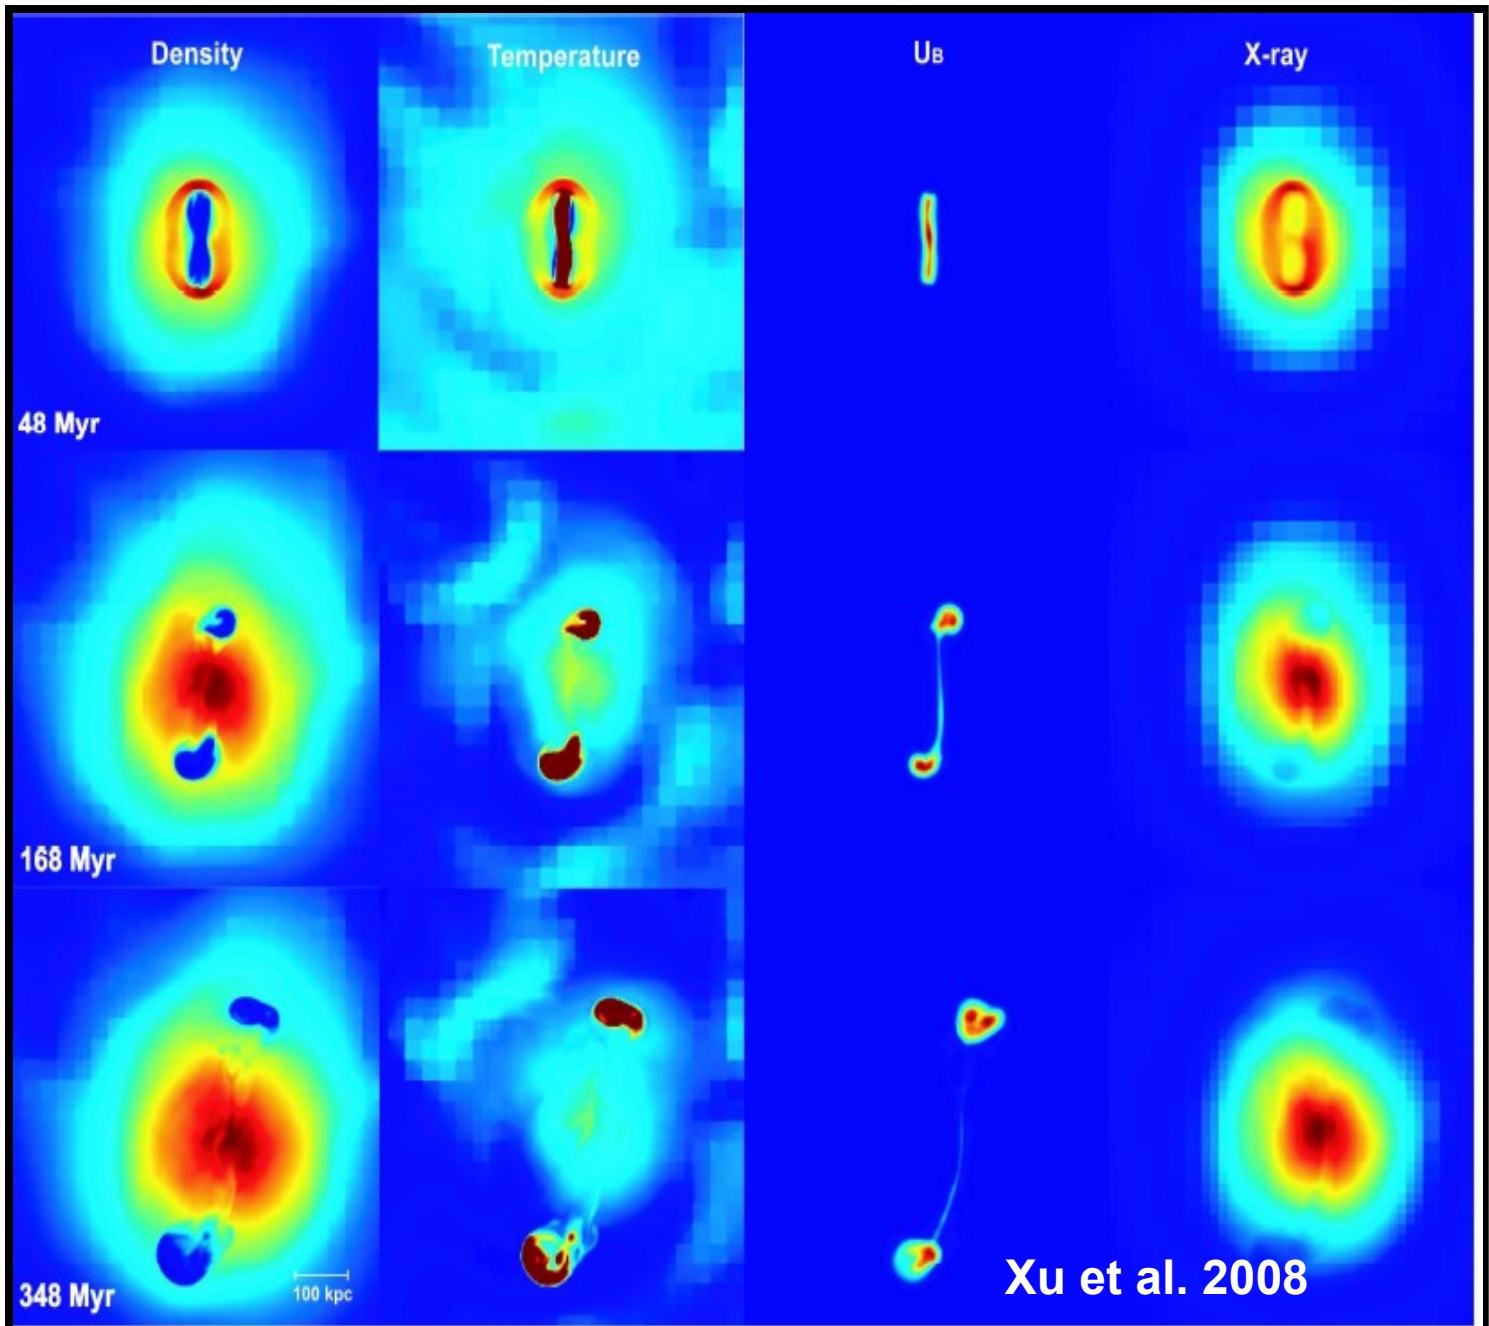 Density Temperature UB X-ray
48 Myr
168 Myr
348 Myr
100 kpc
Xu et al. 2008